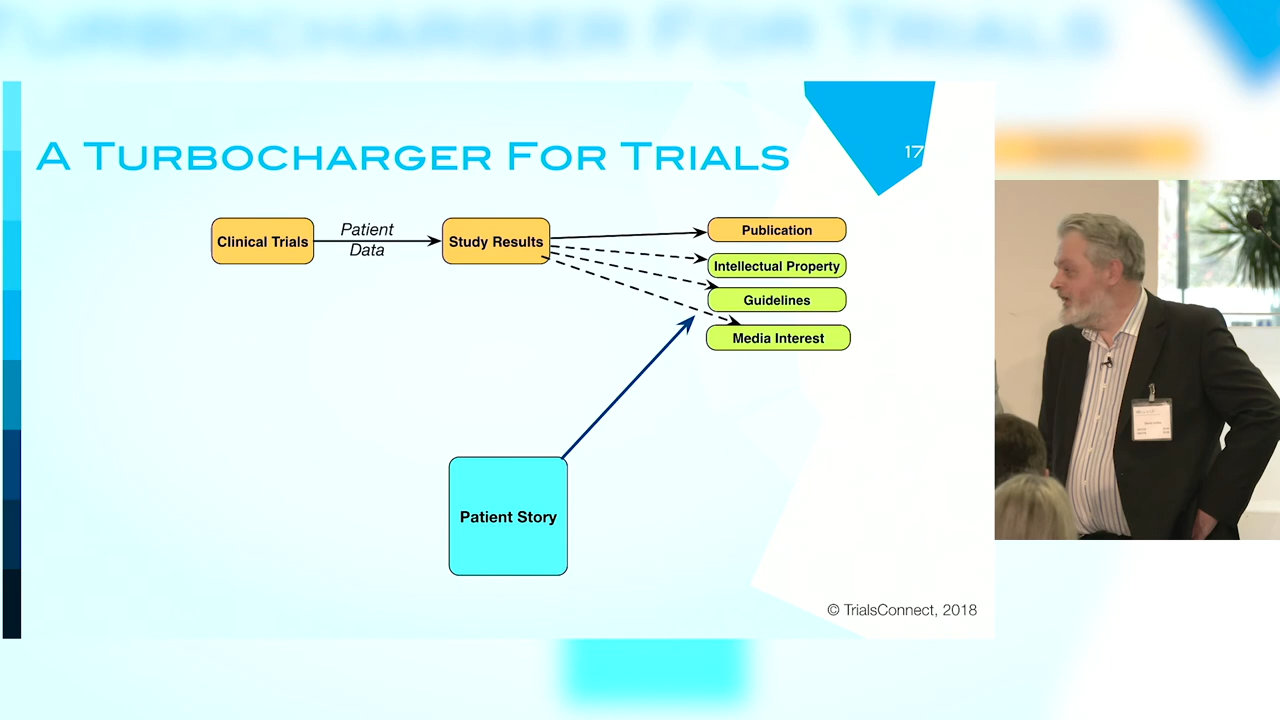 A TURBOCHARGER FOR TRIALS
17
Clinical Trials
Patient
Data
Study Results
Publication
Intellectual Property
Guidelines
Media Interest
Patient Story
© TrialsConnect, 2018